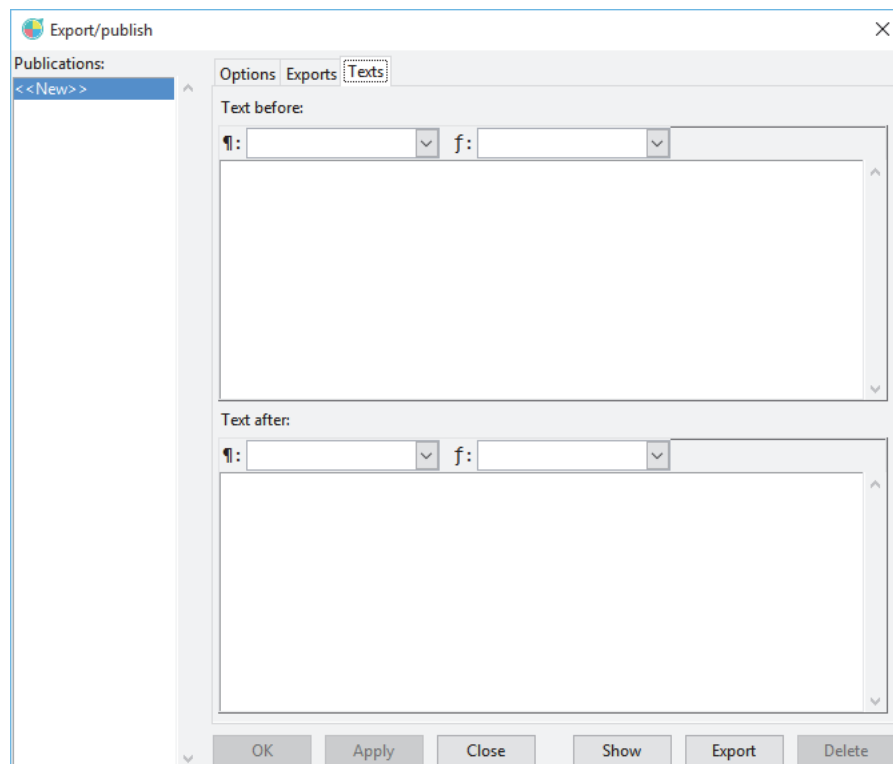 Export/publish
Publications:
<<New>>
Options Exports Texts
Text before:
¶: ƒ:
Text after:
¶: ƒ:
OK Apply Close Show Export Delete